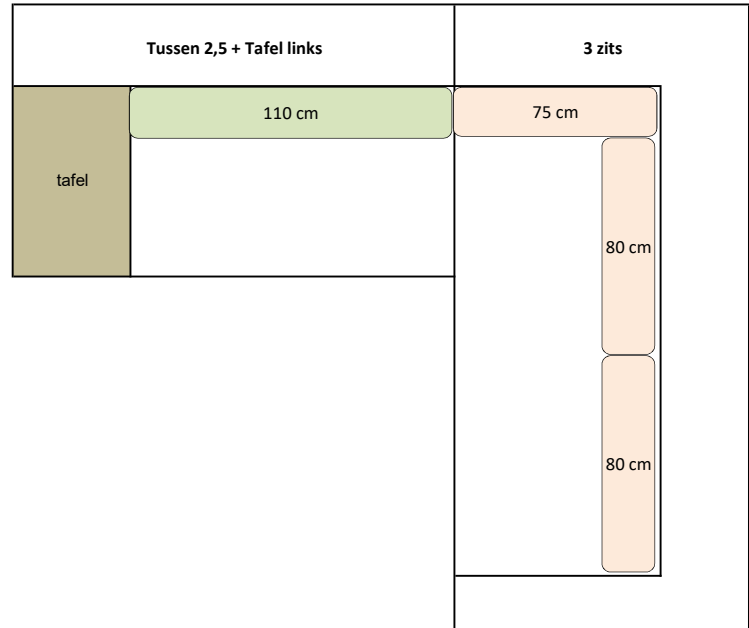 Tussen 2,5 + Tafel links
3 zits
110 cm
75 cm
tafel
80 cm
80 cm